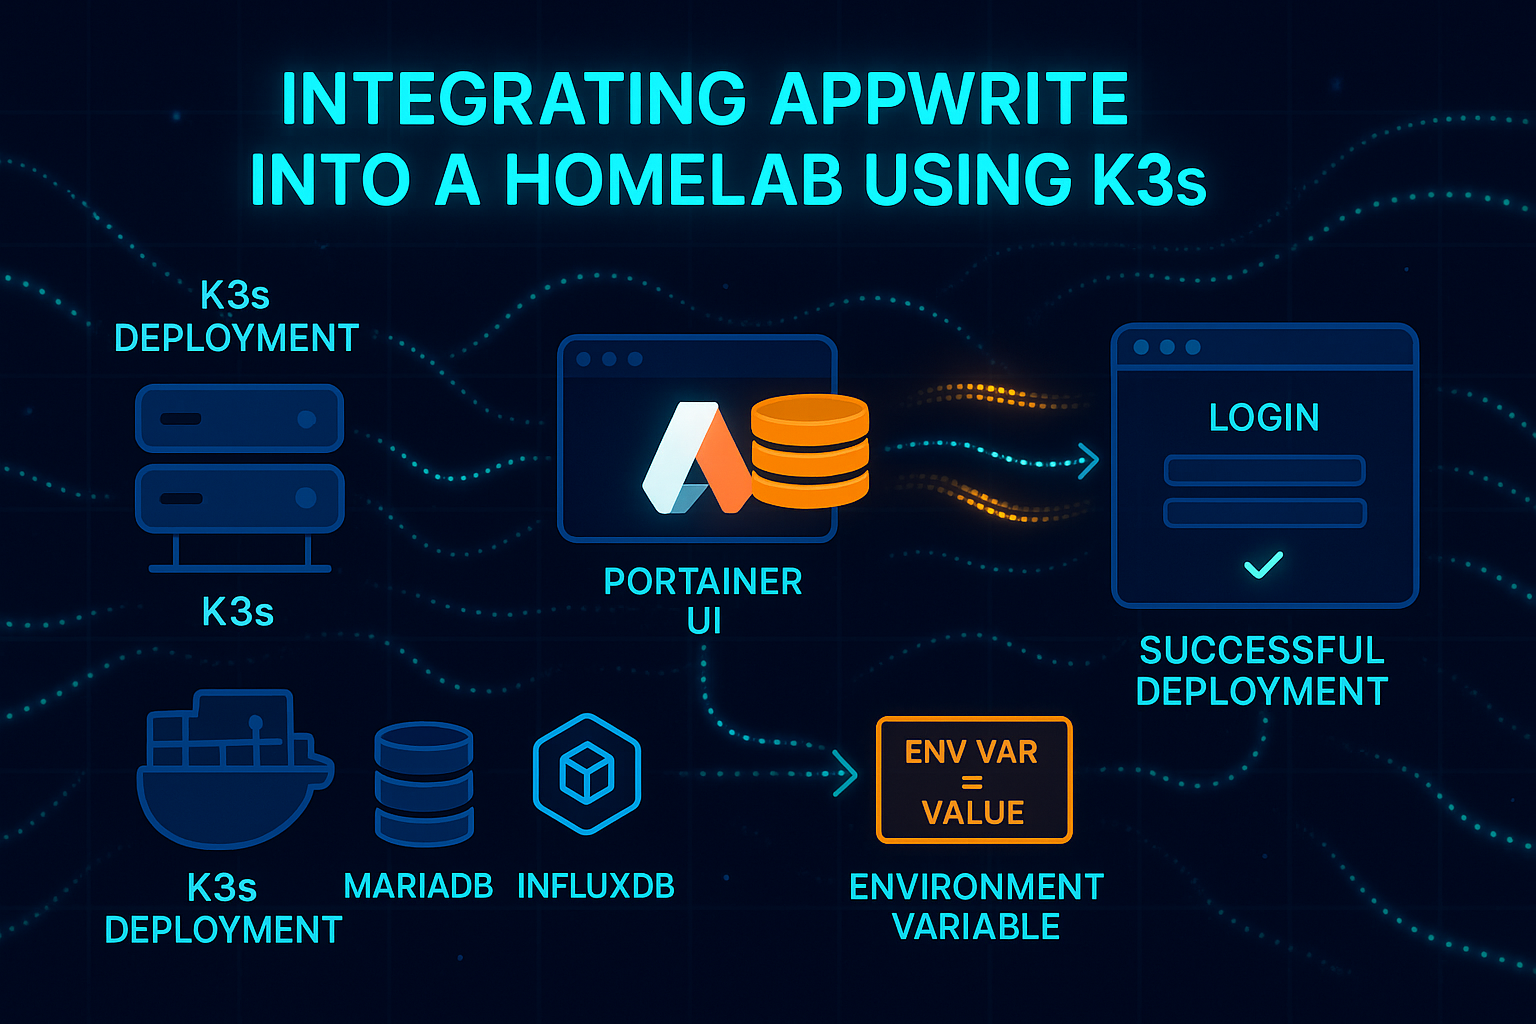 INTEGRATING APPWRITE
INTO A HOMELAB USING K3s
K3s
DEPLOYMENT
K3s
PORTAINER
UI
LOGIN
SUCCESSFUL
DEPLOYMENT
K3s
DEPLOYMENT
MARIADB
INFLUXDB
ENV VAR
=
VALUE
ENVIRONMENT
VARIABLE